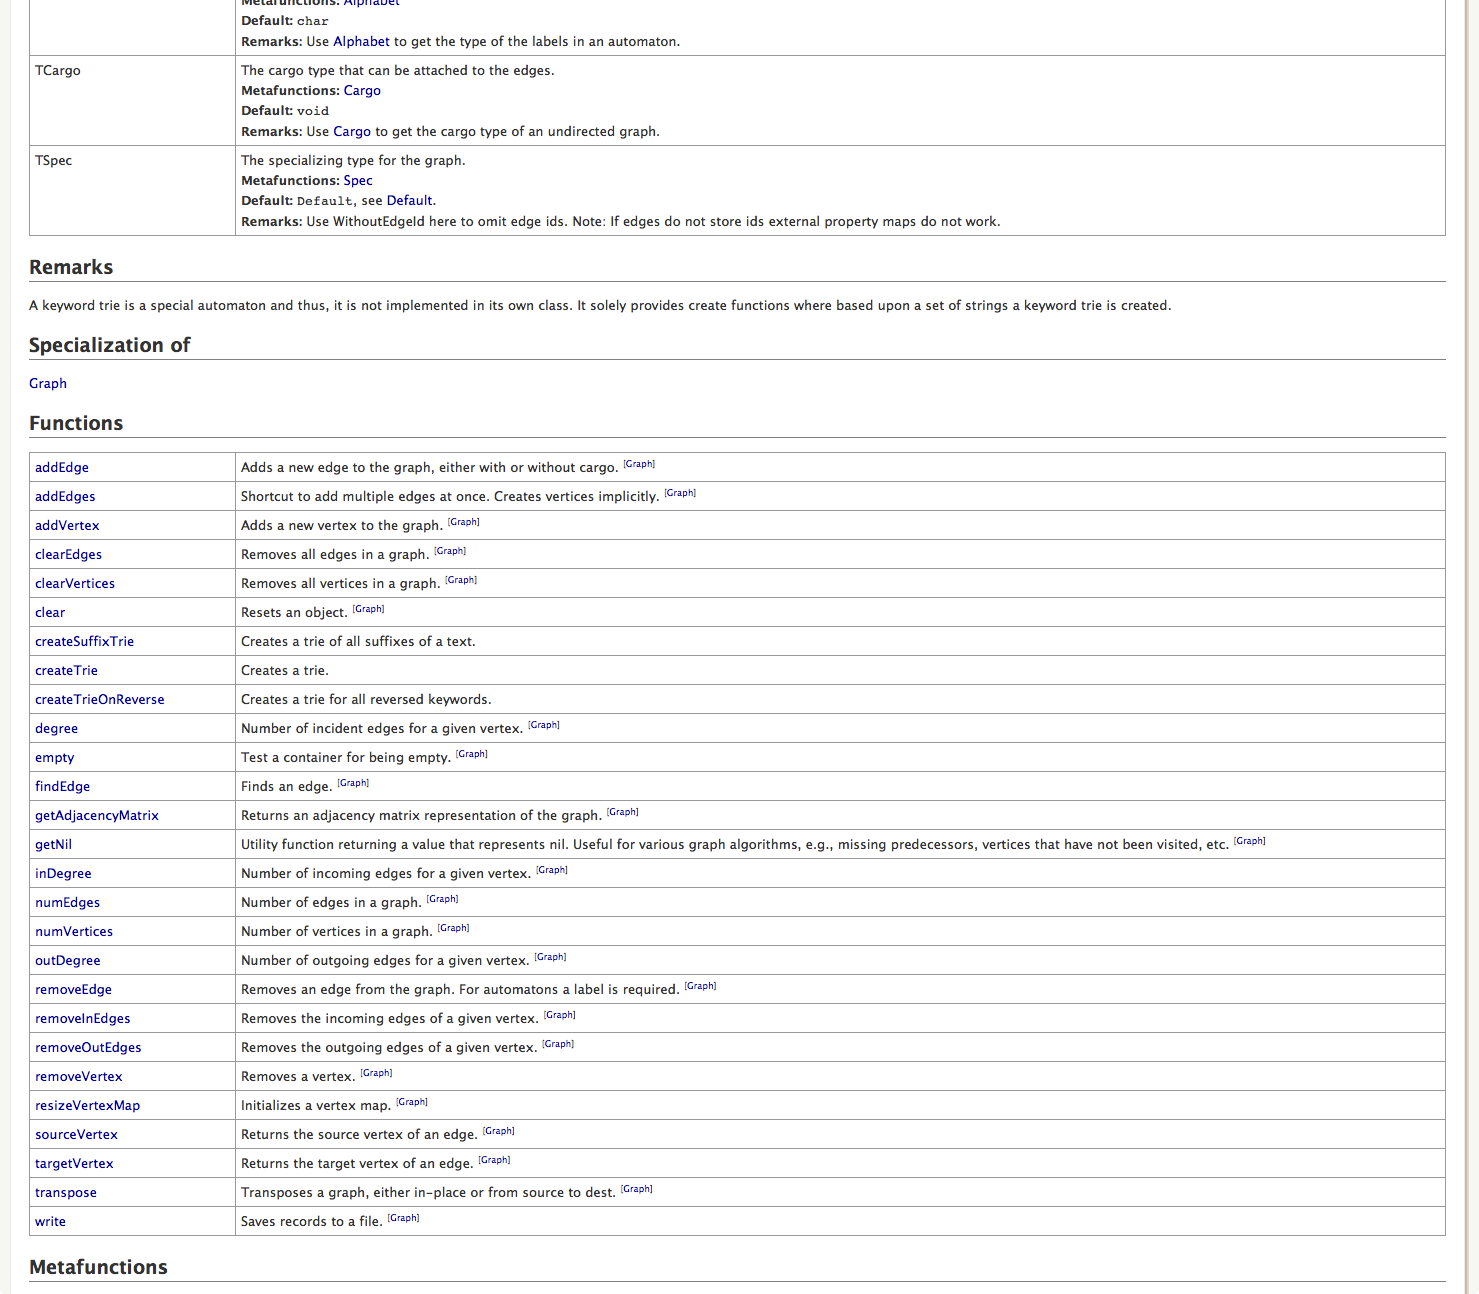 Metafunctions: Alphabet
Default: char
Remarks: Use Alphabet to get the type of the labels in an automaton.
TCargo
The cargo type that can be attached to the edges.
Metafunctions: Cargo
Default: void
Remarks: Use Cargo to get the cargo type of an undirected graph.
TSpec
The specializing type for the graph.
Metafunctions: Spec
Default: Default, see Default.
Remarks: Use WithoutEdgeId here to omit edge ids. Note: If edges do not store ids external property maps do not work.
Remarks
A keyword trie is a special automaton and thus, it is not implemented in its own class. It solely provides create functions where based upon a set of strings a keyword trie is created.
Specialization of
Graph
Functions
addEdge Adds a new edge to the graph, either with or without cargo. [Graph]
addEdges Shortcut to add multiple edges at once. Creates vertices implicitly. [Graph]
addVertex Adds a new vertex to the graph. [Graph]
clearEdges Removes all edges in a graph. [Graph]
clearVertices Removes all vertices in a graph. [Graph]
clear Resets an object. [Graph]
createSuffixTrie Creates a trie of all suffixes of a text.
createTrie Creates a trie.
createTrieOnReverse Creates a trie for all reversed keywords.
degree Number of incident edges for a given vertex. [Graph]
empty Test a container for being empty. [Graph]
findEdge Finds an edge. [Graph]
getAdjacencyMatrix Returns an adjacency matrix representation of the graph. [Graph]
getNil Utility function returning a value that represents nil. Useful for various graph algorithms, e.g., missing predecessors, vertices that have not been visited, etc. [Graph]
inDegree Number of incoming edges for a given vertex. [Graph]
numEdges Number of edges in a graph. [Graph]
numVertices Number of vertices in a graph. [Graph]
outDegree Number of outgoing edges for a given vertex. [Graph]
removeEdge Removes an edge from the graph. For automatons a label is required. [Graph]
removeInEdges Removes the incoming edges of a given vertex. [Graph]
removeOutEdges Removes the outgoing edges of a given vertex. [Graph]
removeVertex Removes a vertex. [Graph]
resizeVertexMap Initializes a vertex map. [Graph]
sourceVertex Returns the source vertex of an edge. [Graph]
targetVertex Returns the target vertex of an edge. [Graph]
transpose Transposes a graph, either in-place or from source to dest. [Graph]
write Saves records to a file. [Graph]
Metafunctions